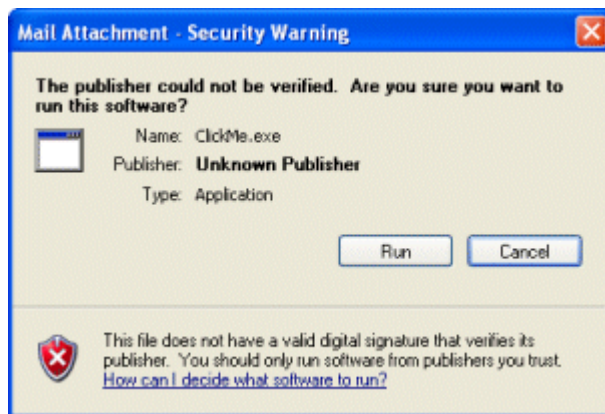 Mail Attachment - Security Warning
The publisher could not be verified.  Are you sure you want to
run this software?
Name: ClickMe.exe
Publisher: Unknown Publisher
Type: Application
Run
Cancel
This file does not have a valid digital signature that verifies its
publisher.  You should only run software from publishers you trust.
How can I decide what software to run?